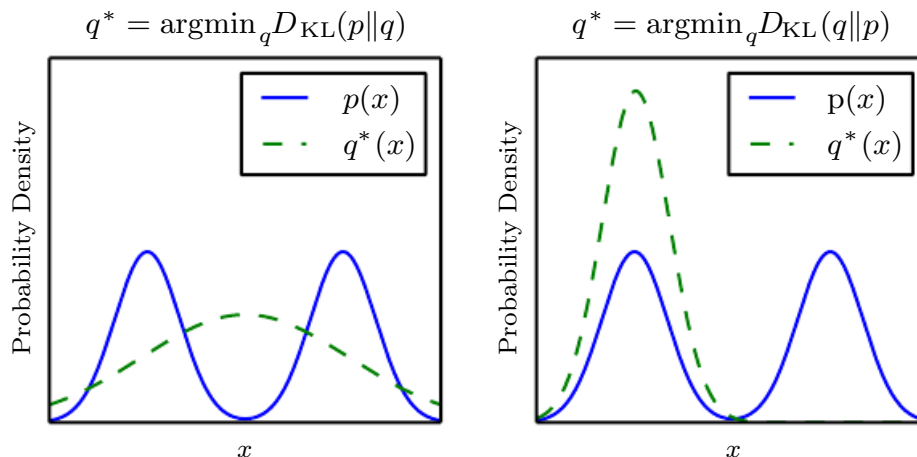 q* = argmin_q D_KL(p‖q)
p(x)
q*(x)
Probability Density
x
q* = argmin_q D_KL(q‖p)
p(x)
q*(x)
Probability Density
x